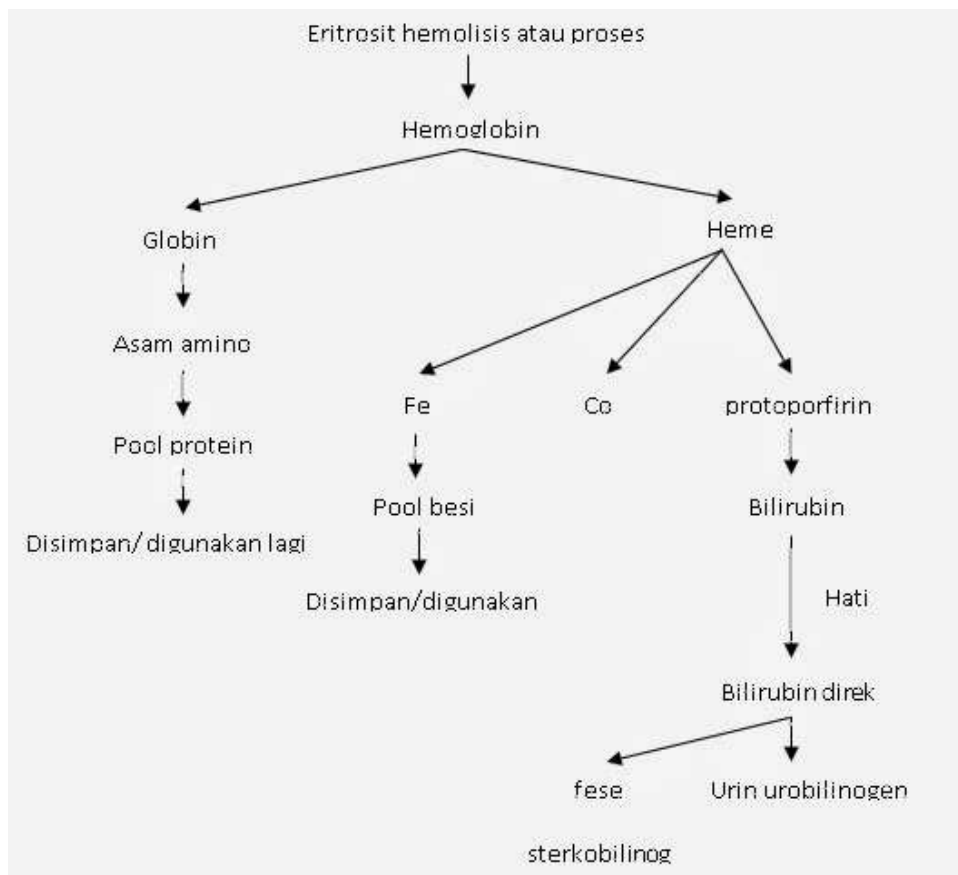 Eritrosit hemolisis atau proses
Hemoglobin
Globin
Heme
Asam amino
Fe
Co
protoporfirin
Pool protein
Pool besi
Bilirubin
Disimpan/ digunakan lagi
Disimpan/digunakan
Hati
Bilirubin direk
fese
Urin urobilinogen
sterkobilinog